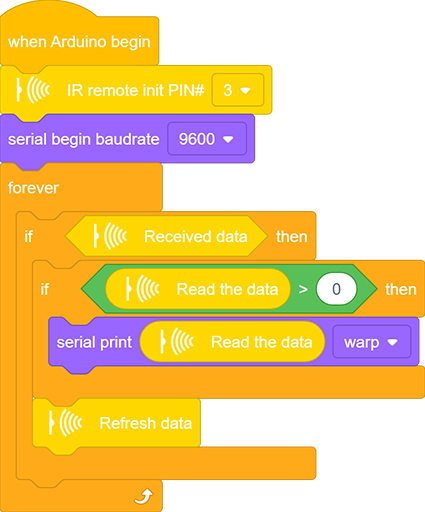 when Arduino begin
IR remote init PIN# 3
serial begin baudrate 9600
forever
if Received data then
if Read the data > 0 then
serial print Read the data warp
Refresh data